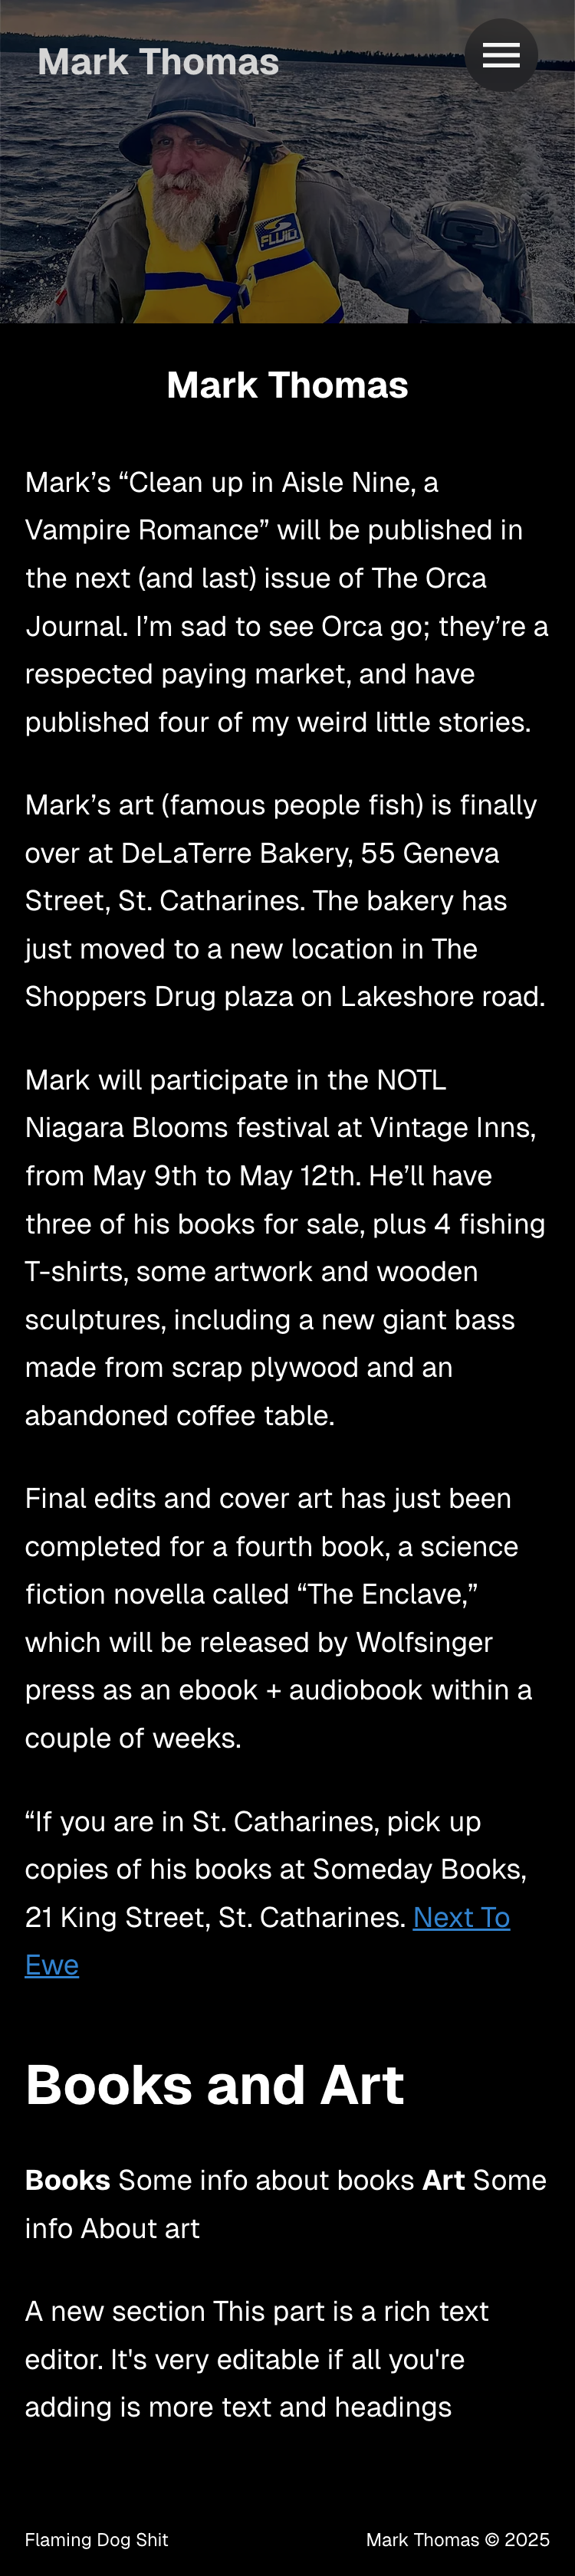 Mark Thomas
FLUID
Mark Thomas
Mark’s “Clean up in Aisle Nine, a
Vampire Romance” will be published in
the next (and last) issue of The Orca
Journal. I’m sad to see Orca go; they’re a
respected paying market, and have
published four of my weird little stories.
Mark’s art (famous people fish) is finally
over at DeLaTerre Bakery, 55 Geneva
Street, St. Catharines. The bakery has
just moved to a new location in The
Shoppers Drug plaza on Lakeshore road.
Mark will participate in the NOTL
Niagara Blooms festival at Vintage Inns,
from May 9th to May 12th. He’ll have
three of his books for sale, plus 4 fishing
T-shirts, some artwork and wooden
sculptures, including a new giant bass
made from scrap plywood and an
abandoned coffee table.
Final edits and cover art has just been
completed for a fourth book, a science
fiction novella called “The Enclave,”
which will be released by Wolfsinger
press as an ebook + audiobook within a
couple of weeks.
“If you are in St. Catharines, pick up
copies of his books at Someday Books,
21 King Street, St. Catharines. Next To
Ewe
Books and Art
Books Some info about books Art Some
info About art
A new section This part is a rich text
editor. It's very editable if all you're
adding is more text and headings
Flaming Dog Shit
Mark Thomas © 2025